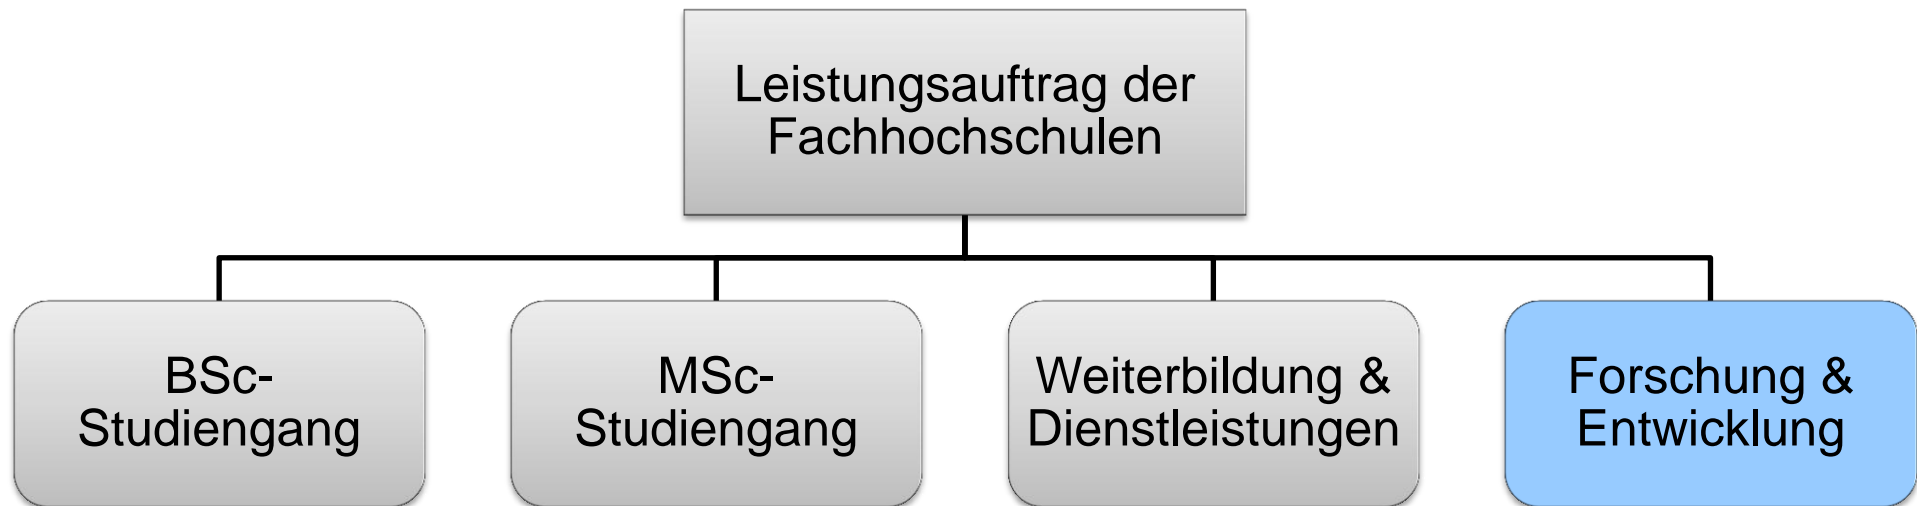 Leistungsauftrag der
Fachhochschulen
BSc-
Studiengang
MSc-
Studiengang
Weiterbildung &
Dienstleistungen
Forschung &
Entwicklung